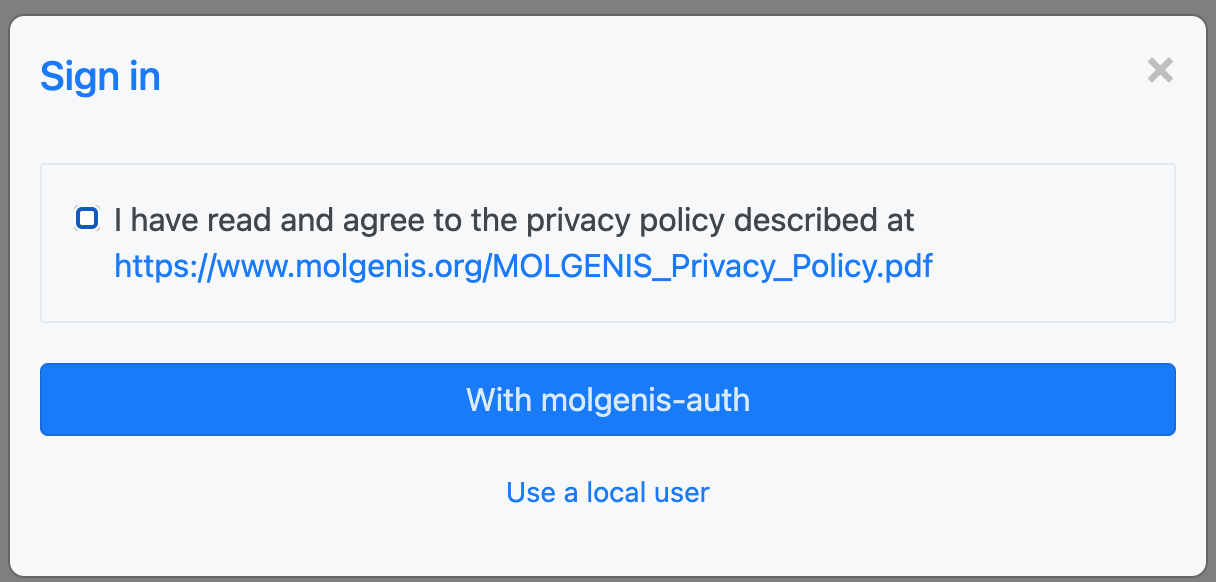 Sign in
I have read and agree to the privacy policy described at
https://www.molgenis.org/MOLGENIS_Privacy_Policy.pdf
With molgenis-auth
Use a local user